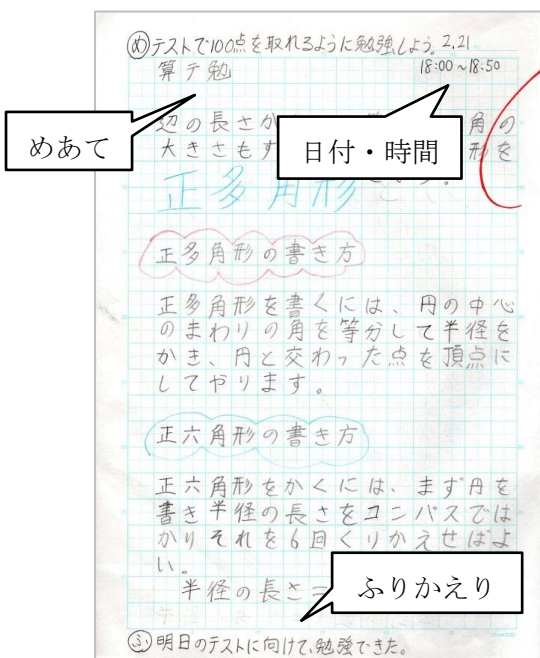 め テストで100点を取れるように勉強しよう。2,21
算テ勉 18:00~18:50
めあて
日付・時間
辺の長さが 角の
大きさもす 形を
正多角形
正多角形の書き方
正多角形を書くには、円の中心
のまわりの角を等分して半径を
かき、円と交わった点を頂点に
してやります。
正六角形の書き方
正六角形をかくには、まず円を
書き半径の長さをコンパスでは
かりそれを6回くりかえせばよ
い。
半径の長さ=
ふりかえり
ふ 明日のテストに向けて、勉強できた。